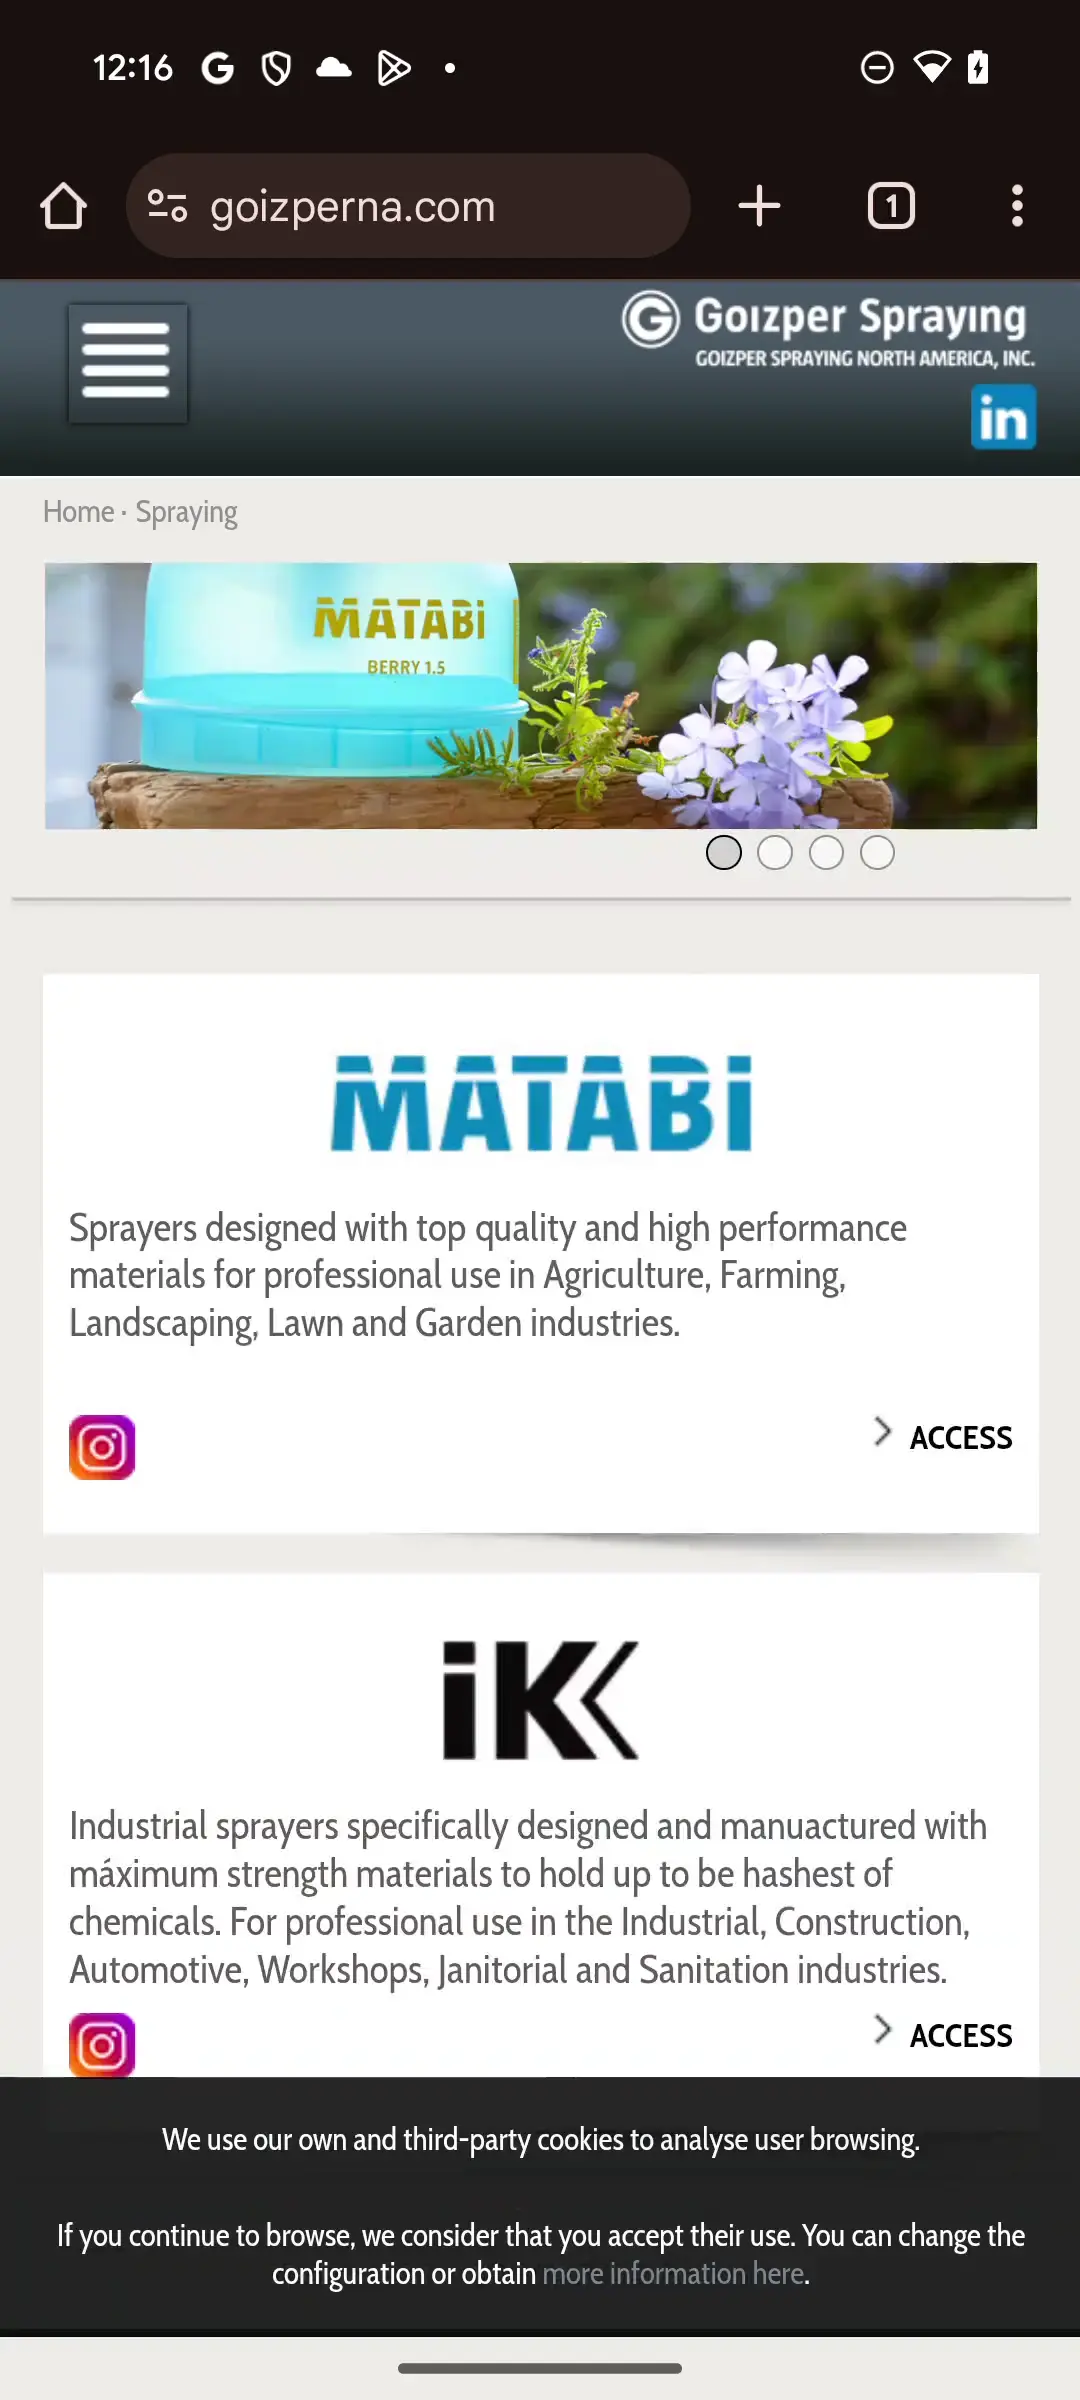 12:16
goizperna.com
1
Goizper Spraying
GOIZPER SPRAYING NORTH AMERICA, INC.
in
Home · Spraying
MATABi
BERRY 1.5
MATABi
Sprayers designed with top quality and high performance
materials for professional use in Agriculture, Farming,
Landscaping, Lawn and Garden industries.
ACCESS
iK
Industrial sprayers specifically designed and manuactured with
máximum strength materials to hold up to be hashest of
chemicals. For professional use in the Industrial, Construction,
Automotive, Workshops, Janitorial and Sanitation industries.
ACCESS
We use our own and third-party cookies to analyse user browsing.
If you continue to browse, we consider that you accept their use. You can change the
configuration or obtain more information here.